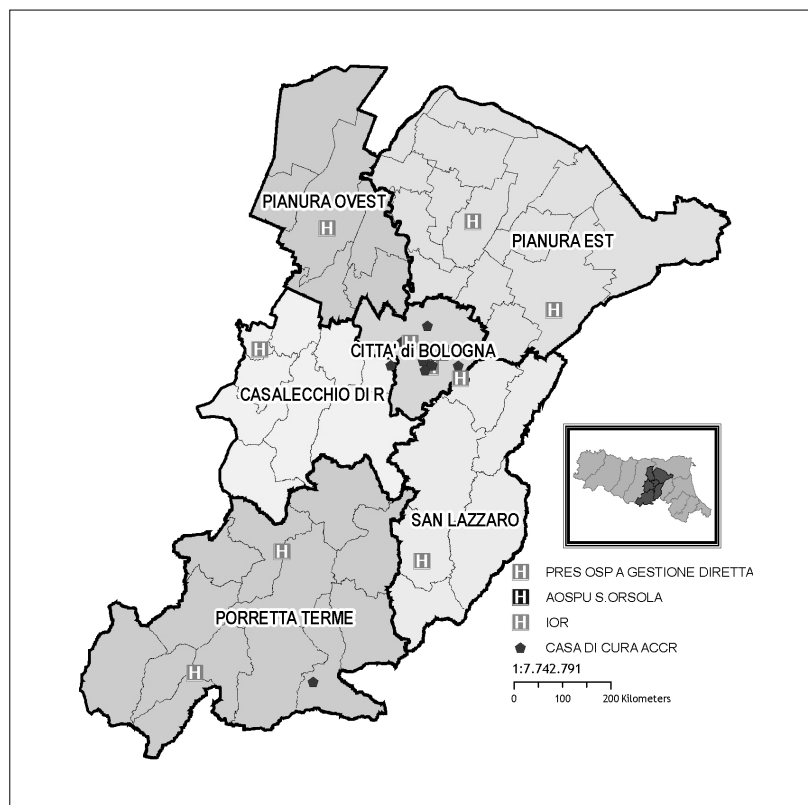 PIANURA OVEST
PIANURA EST
CITTA' di BOLOGNA
CASALECCHIO DI R
SAN LAZZARO
PORRETTA TERME
H PRES OSP A GESTIONE DIRETTA
H AOSPU S.ORSOLA
H IOR
CASA DI CURA ACCR
1:7.742.791
0 100 200 Kilometers